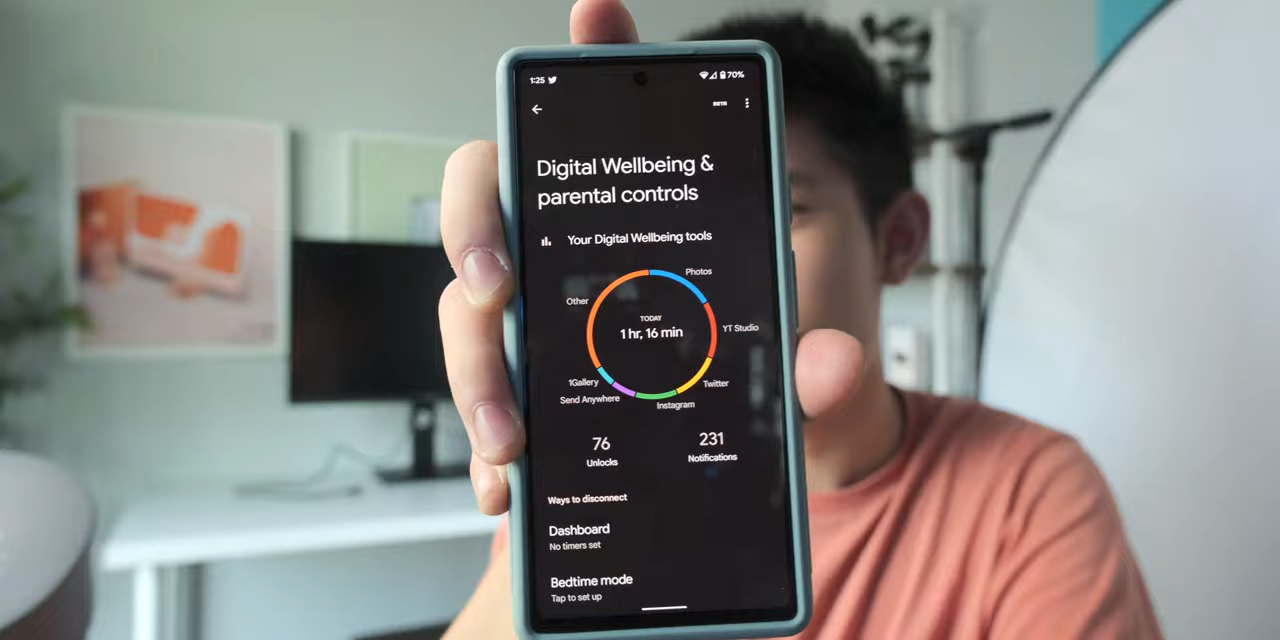 1:25 70%
BETA
Digital Wellbeing &
parental controls
Your Digital Wellbeing tools
Photos
Other
TODAY
1 hr, 16 min
YT Studio
1Gallery
Twitter
Send Anywhere
Instagram
76 231
Unlocks Notifications
Ways to disconnect
Dashboard
No timers set
Bedtime mode
Tap to set up